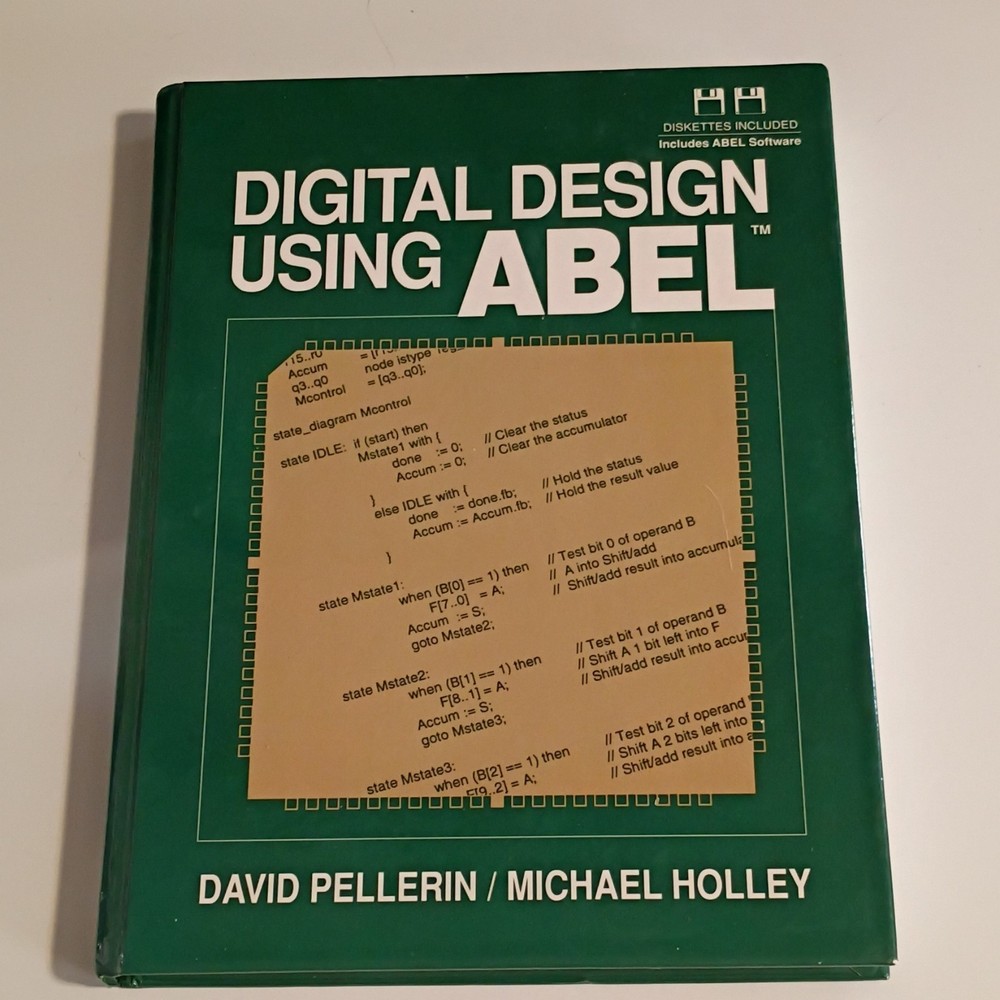 DISKETTES INCLUDED
Includes ABEL Software
DIGITAL DESIGN
USING ABEL™
Accum node istype
q3..q0 = [q3..q0];
Mcontrol
state_diagram Mcontrol
state IDLE: if (start) then
Mstate1 with {
done := 0; // Clear the status
Accum := 0; // Clear the accumulator
}
else IDLE with {
done := done.fb; // Hold the status
Accum := Accum.fb; // Hold the result value
}
state Mstate1:
when (B[0] == 1) then // Test bit 0 of operand B
F[7..0] = A; // A into Shift/add
Accum := S; // Shift/add result into accumula
goto Mstate2;
state Mstate2:
when (B[1] == 1) then // Test bit 1 of operand B
F[8..1] = A; // Shift A 1 bit left into F
Accum := S; // Shift/add result into accur
goto Mstate3;
state Mstate3:
when (B[2] == 1) then // Test bit 2 of operand
F[9..2] = A; // Shift A 2 bits left into
// Shift/add result into a
DAVID PELLERIN / MICHAEL HOLLEY